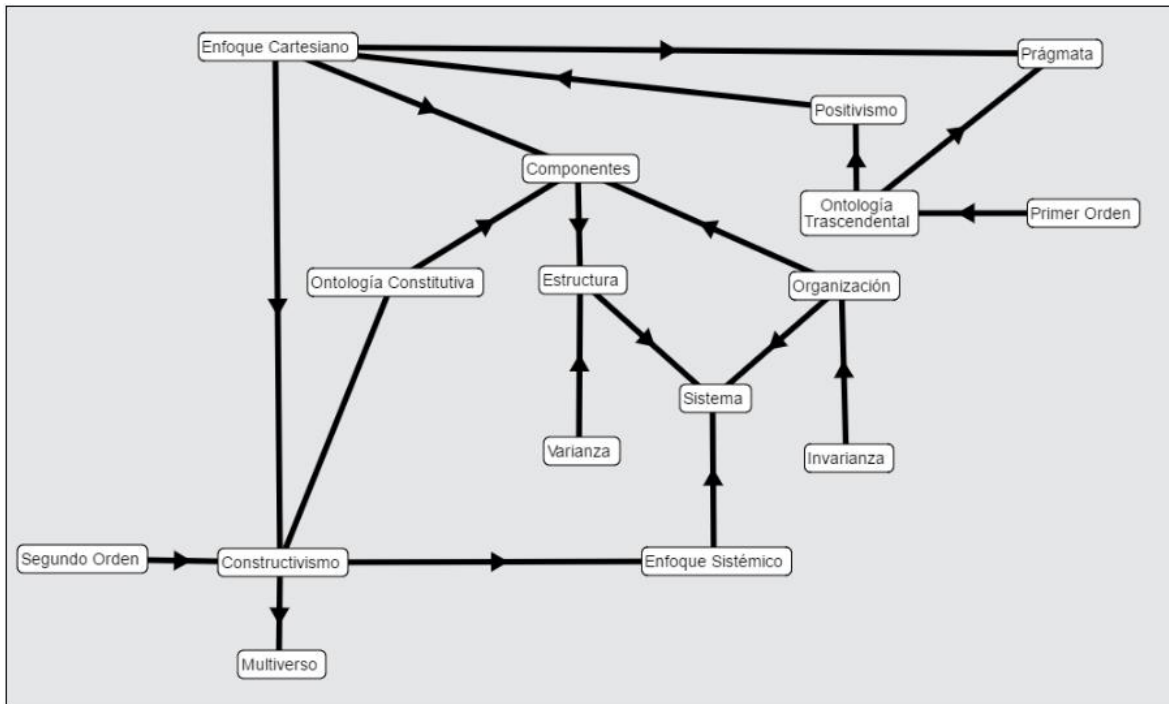 Enfoque Cartesiano
Prágmata
Positivismo
Componentes
Ontología
Trascendental
Primer Orden
Ontología Constitutiva
Estructura
Organización
Sistema
Varianza
Invarianza
Segundo Orden
Constructivismo
Enfoque Sistémico
Multiverso